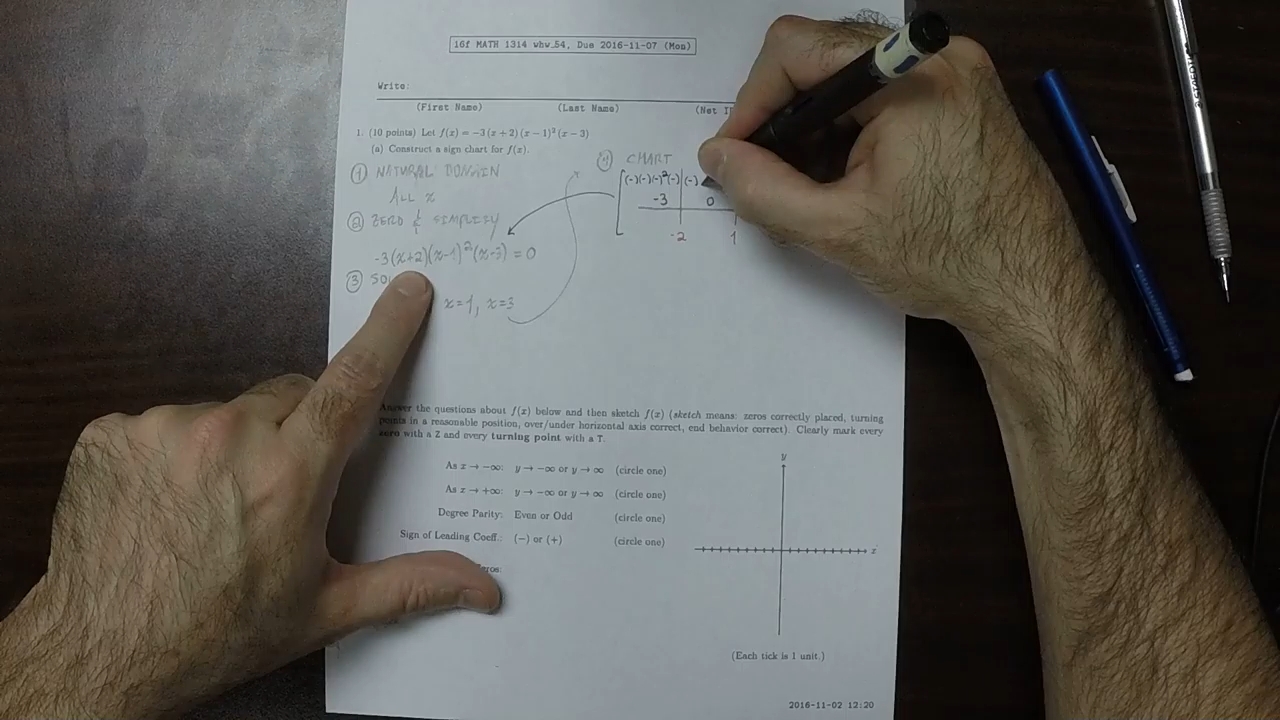 16f MATH 1314 whw_54, Due 2016-11-07 (Mon)
Write:
(First Name) (Last Name) (Net I
1. (10 points) Let f(x) = −3(x + 2)(x − 1)²(x − 3)
(a) Construct a sign chart for f(x).
① NATURAL DOMAIN
ALL x
② ZERO & SIMPLIFY
-3(x+2)(x-1)²(x-3) = 0
③ SO
x=1, x=3
④ CHART
(-)(-)(-)²(-) (-)
-3 0
-2 1
Answer the questions about f(x) below and then sketch f(x) (sketch means: zeros correctly placed, turning
points in a reasonable position, over/under horizontal axis correct, end behavior correct). Clearly mark every
zero with a Z and every turning point with a T.
As x → −∞: y → −∞ or y → ∞ (circle one)
As x → +∞: y → −∞ or y → ∞ (circle one)
Degree Parity: Even or Odd (circle one)
Sign of Leading Coeff.: (−) or (+) (circle one)
zeros:
y
x
(Each tick is 1 unit.)
2016-11-02 12:20